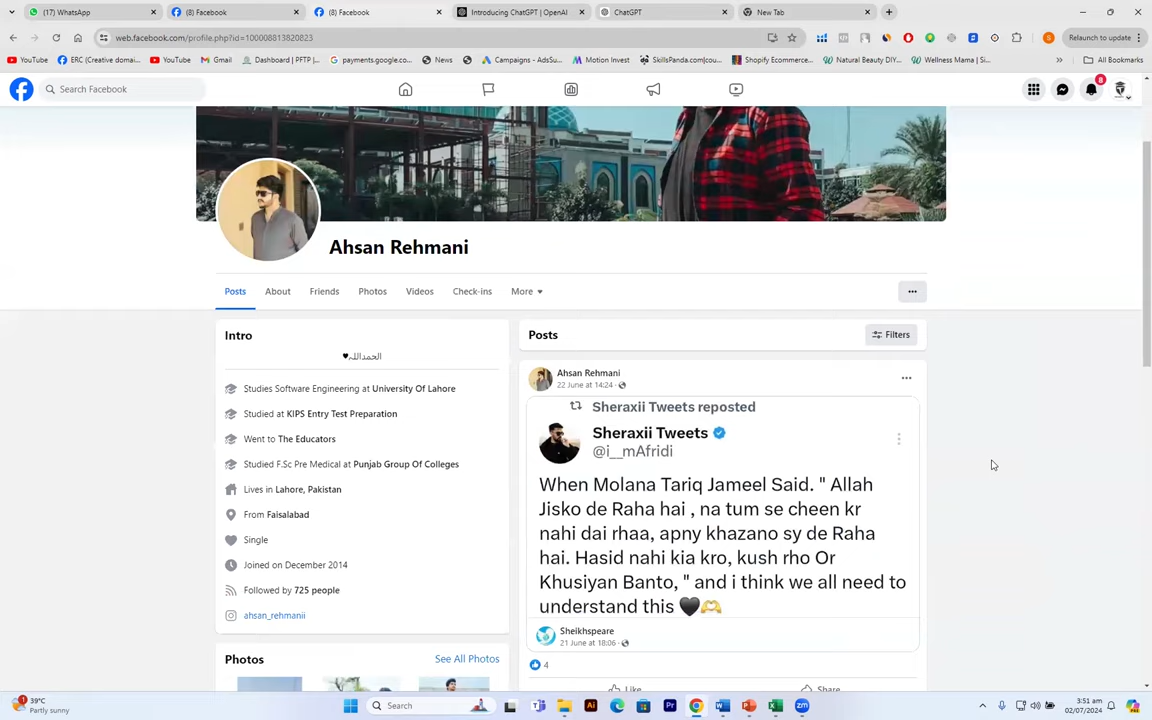 (17) WhatsApp
(8) Facebook
(8) Facebook
Introducing ChatGPT | OpenAI
ChatGPT
New Tab
web.facebook.com/profile.php?id=100008813820823
Relaunch to update
YouTube
ERC (Creative domai...
YouTube
Gmail
Dashboard | PFTP |...
payments.google.co...
News
Campaigns - AdsSu...
Motion Invest
SkillsPanda.com|cou...
Shopify Ecommerce...
Natural Beauty DIY...
Wellness Mama | Si...
All Bookmarks
Search Facebook
8
Ahsan Rehmani
Posts
About
Friends
Photos
Videos
Check-ins
More
Intro
الحمداللہ♥
Studies Software Engineering at University Of Lahore
Studied at KIPS Entry Test Preparation
Went to The Educators
Studied F.Sc Pre Medical at Punjab Group Of Colleges
Lives in Lahore, Pakistan
From Faisalabad
Single
Joined on December 2014
Followed by 725 people
ahsan_rehmanii
Photos
See All Photos
Posts
Filters
Ahsan Rehmani
22 June at 14:24
Sheraxii Tweets reposted
Sheraxii Tweets
@i__mAfridi
When Molana Tariq Jameel Said. " Allah
Jisko de Raha hai , na tum se cheen kr
nahi dai rhaa, apny khazano sy de Raha
hai. Hasid nahi kia kro, kush rho Or
Khusiyan Banto, " and i think we all need to
understand this 🖤🫶
Sheikhspeare
21 June at 18:06
4
Like
Share
39°C
Partly sunny
Search
3:51 am
02/07/2024